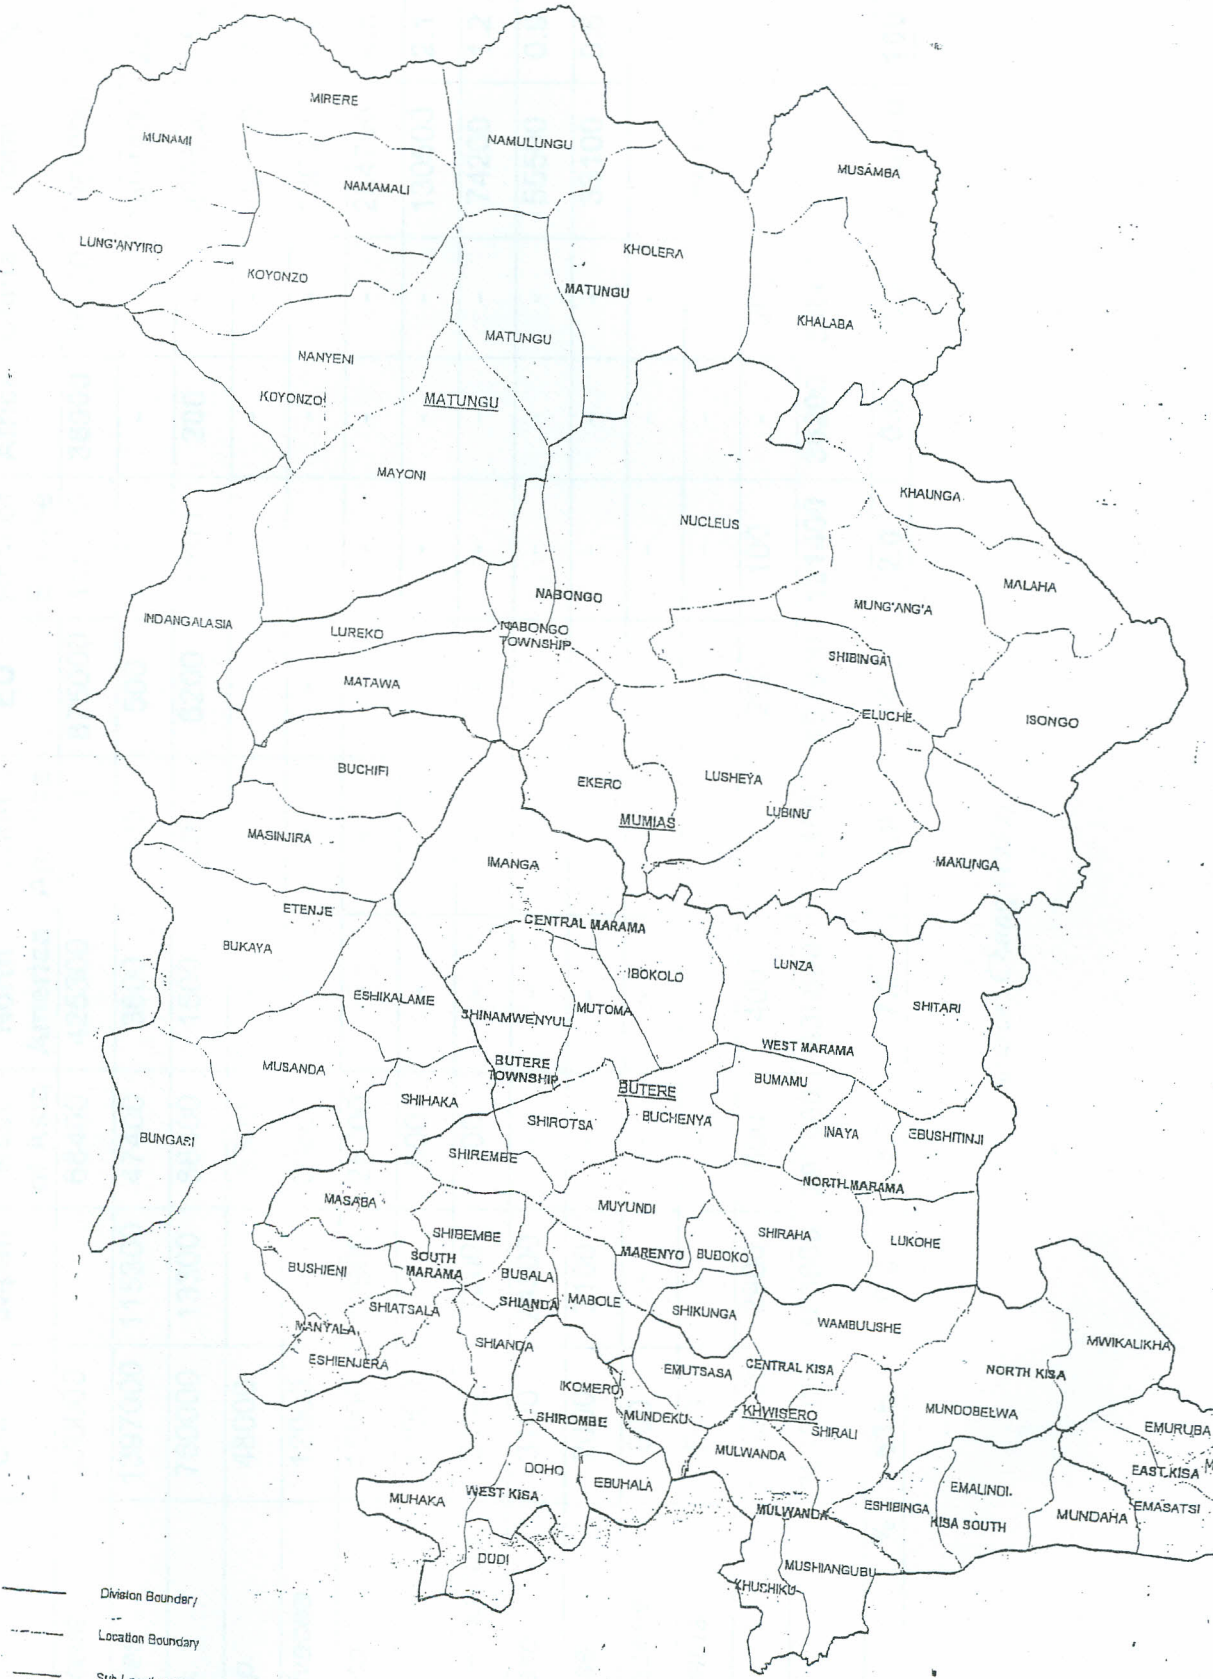 MIRERE
MUNAMI
NAMULUNGU
MUSAMBA
NAMAMALI
LUNG'ANYIRO
KHOLERA
KOYONZO
MATUNGU
KHALABA
MATUNGU
NANYENI
KOYONZO
MATUNGU
MAYONI
KHAUNGA
NUCLEUS
MALAHA
NABONGO
MUNG'ANG'A
INDANGALASIA
LUREKO
NABONGO
TOWNSHIP
SHIBINGA
MATAWA
ELUCHE
ISONGO
BUCHIFI
EKERO
LUSHEYA
LUBINU
MUMIAS
MASINJIRA
IMANGA
MAKUNGA
ETENJE
CENTRAL MARAMA
BUKAYA
IBOKOLO
LUNZA
ESHIKALAME
SHINAMWENYUL
MUTOMA
SHITARI
WEST MARAMA
MUSANDA
BUTERE
TOWNSHIP
BUTERE
BUMAMU
SHIHAKA
SHIROTSA
BUCHENYA
INAYA
EBUSHITINJI
BUNGASI
SHIREMBE
NORTH MARAMA
MASABA
MUYUNDI
SHIBEMBE
SHIRAHA
LUKOHE
SOUTH
MARAMA
MARENYO
BUDOKO
BUSHIENI
BUBALA
SHIATSALA
SHIANDA
MABOLE
SHIKUNGA
WAMBULISHE
MANYALA
SHIANDA
MWIKALIKHA
ESHIENJERA
EMUTSASA
CENTRAL KISA
NORTH KISA
IKOMERO
MUNDEKU
KHWISERO
MUNDOBELWA
SHIROMBE
SHIRALI
EMURUBA
MULWANDA
DOHO
EBUHALA
EAST KISA
MUHAKA
WEST KISA
EMALINDI
ESHIBINGA
MULWANDA
KISA SOUTH
MUNDAHA
EMASATSI
DUDI
MUSHIANGUBU
KHUSHIKU
Division Boundary
Location Boundary